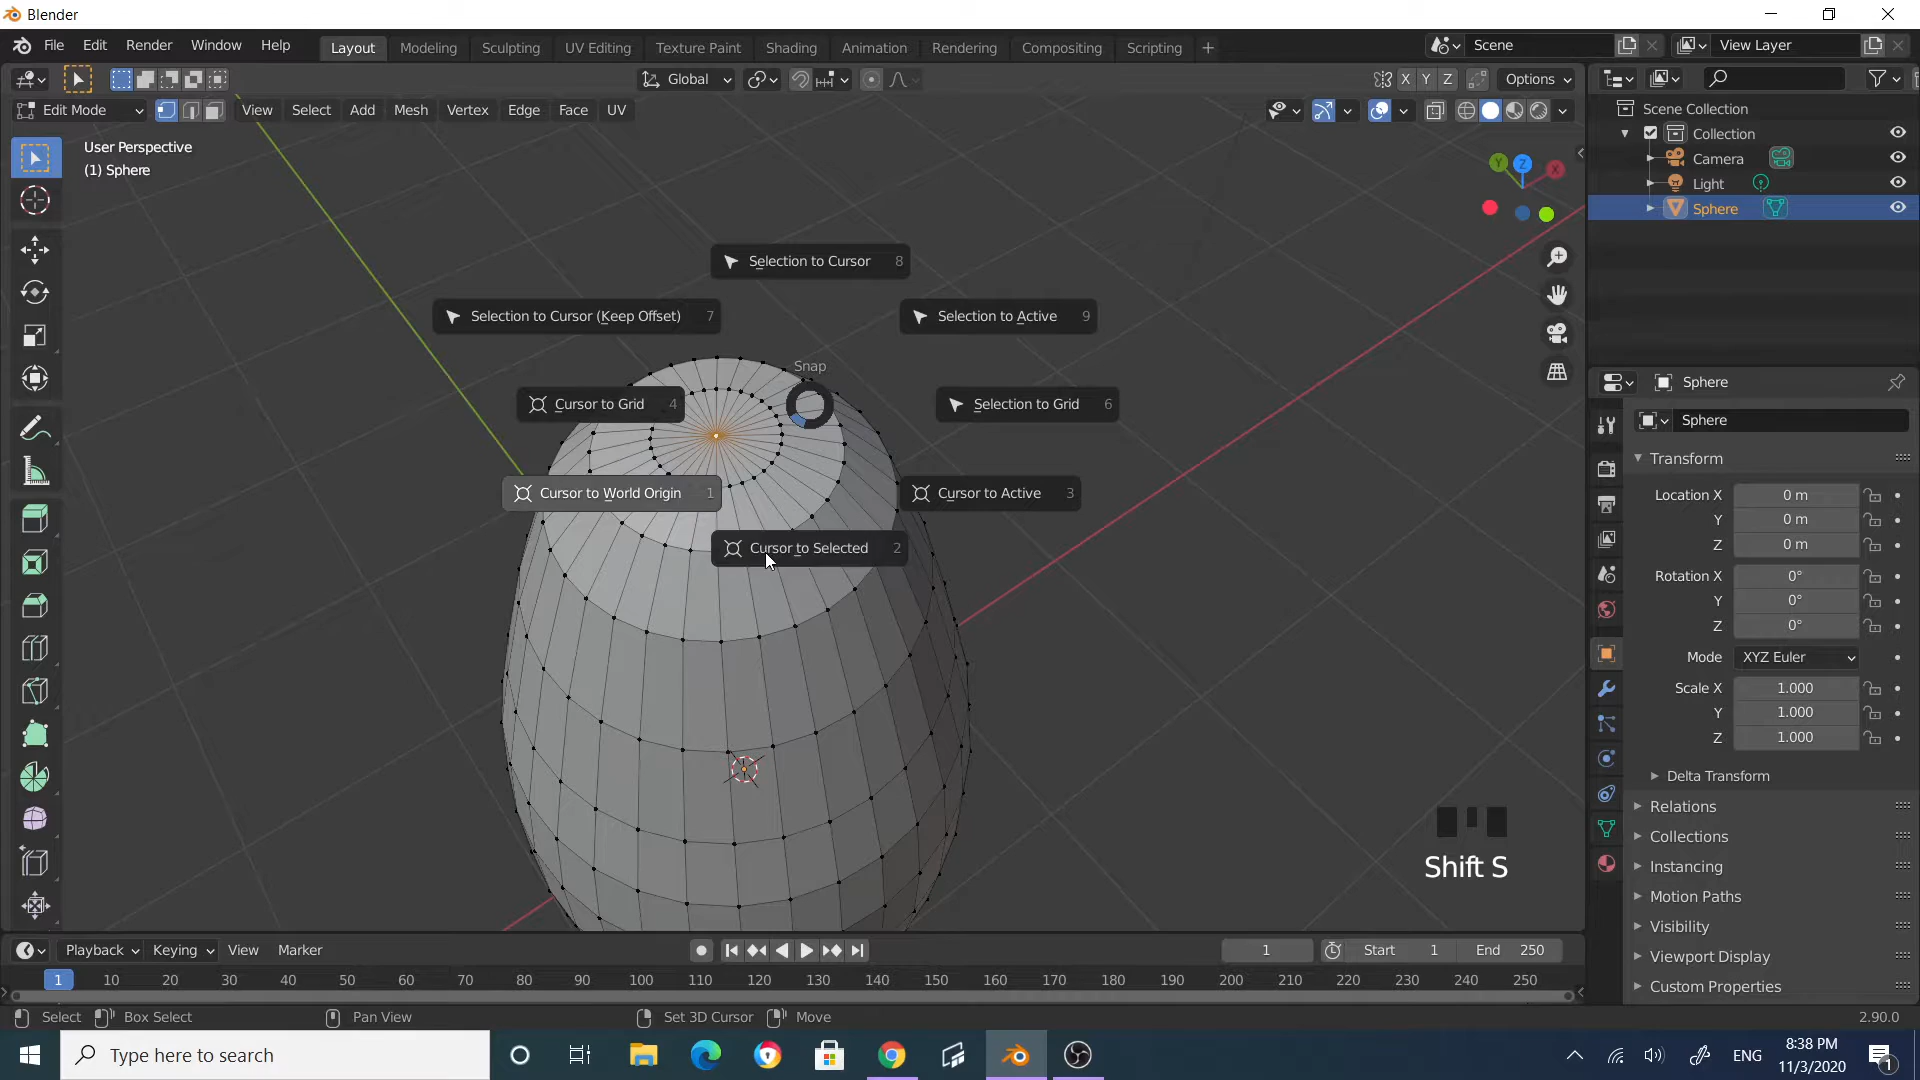 Blender
File Edit Render Window Help
Layout Modeling Sculpting UV Editing Texture Paint Shading Animation Rendering Compositing Scripting +
Scene
View Layer
Global
X Y Z
Options
Edit Mode
View Select Add Mesh Vertex Edge Face UV
User Perspective
(1) Sphere
Y Z X
Selection to Cursor 8
Selection to Cursor (Keep Offset) 7
Selection to Active 9
Snap
Cursor to Grid 4
Selection to Grid 6
Cursor to World Origin 1
Cursor to Active 3
Cursor to Selected 2
Shift S
Scene Collection
Collection
Camera
Light
Sphere
Sphere
Sphere
Transform
Location X 0 m
Y 0 m
Z 0 m
Rotation X 0°
Y 0°
Z 0°
Mode XYZ Euler
Scale X 1.000
Y 1.000
Z 1.000
Delta Transform
Relations
Collections
Instancing
Motion Paths
Visibility
Viewport Display
Custom Properties
Playback Keying View Marker
1
Start 1
End 250
1 10 20 30 40 50 60 70 80 90 100 110 120 130 140 150 160 170 180 190 200 210 220 230 240 250
Select Box Select Pan View Set 3D Cursor Move
2.90.0
Type here to search
ENG
8:38 PM
11/3/2020
1